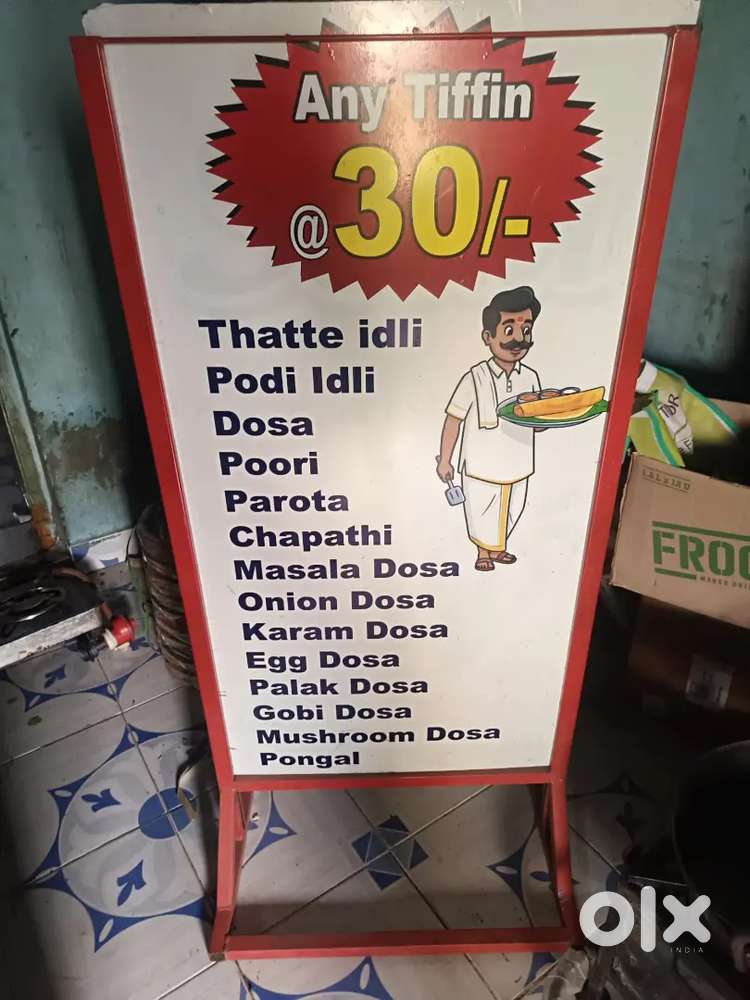 Any Tiffin
@30/-
Thatte idli
Podi Idli
Dosa
Poori
Parota
Chapathi
Masala Dosa
Onion Dosa
Karam Dosa
Egg Dosa
Palak Dosa
Gobi Dosa
Mushroom Dosa
Pongal
FROO
olx
INDIA